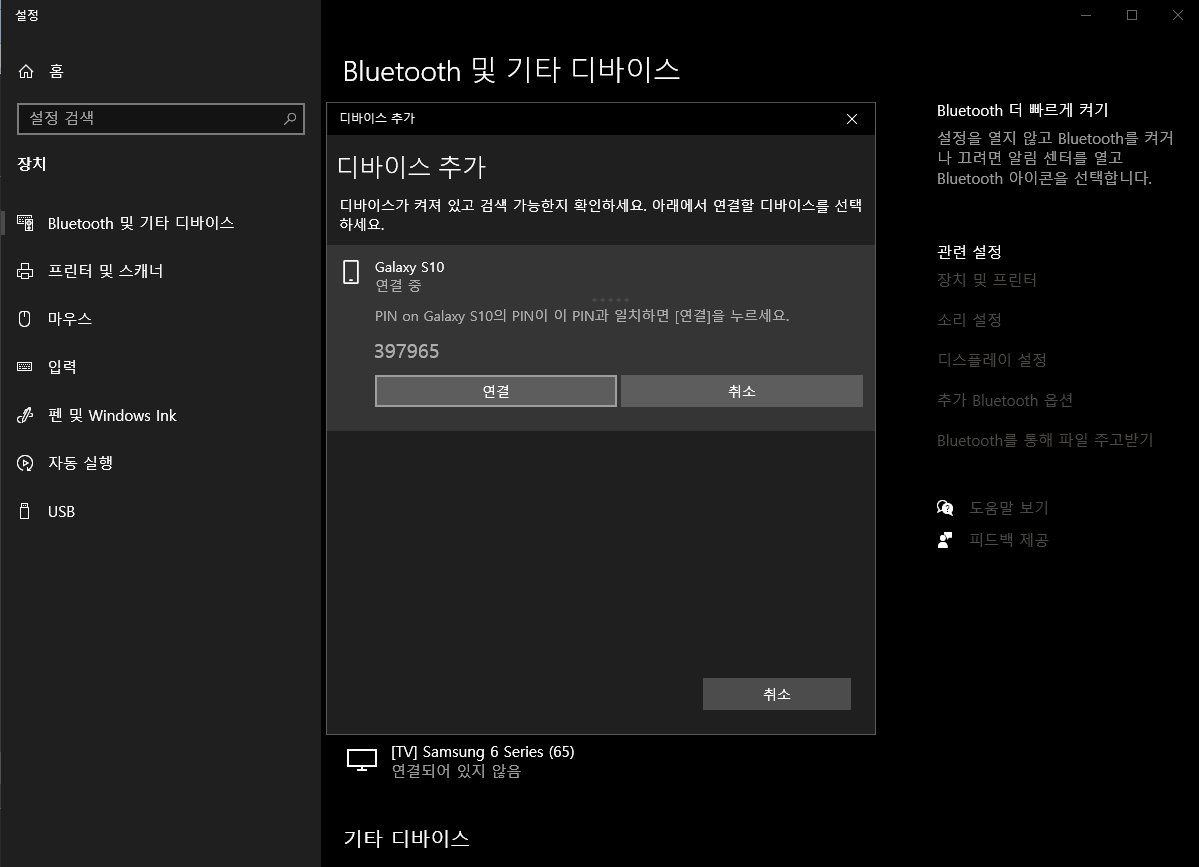 설정
홈
설정 검색
장치
Bluetooth 및 기타 디바이스
프린터 및 스캐너
마우스
입력
펜 및 Windows Ink
자동 실행
USB
Bluetooth 및 기타 디바이스
디바이스 추가
디바이스 추가
디바이스가 켜져 있고 검색 가능한지 확인하세요. 아래에서 연결할 디바이스를 선택
하세요.
Galaxy S10
연결 중
PIN on Galaxy S10의 PIN이 이 PIN과 일치하면 [연결]을 누르세요.
397965
연결
취소
취소
[TV] Samsung 6 Series (65)
연결되어 있지 않음
기타 디바이스
Bluetooth 더 빠르게 켜기
설정을 열지 않고 Bluetooth를 켜거
나 끄려면 알림 센터를 열고
Bluetooth 아이콘을 선택합니다.
관련 설정
장치 및 프린터
소리 설정
디스플레이 설정
추가 Bluetooth 옵션
Bluetooth를 통해 파일 주고받기
도움말 보기
피드백 제공